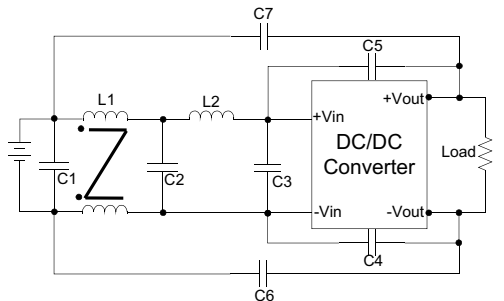 C7
C5
L1
L2
+Vin
+Vout
DC/DC
Converter
Load
C1
C2
C3
-Vin
-Vout
C4
C6